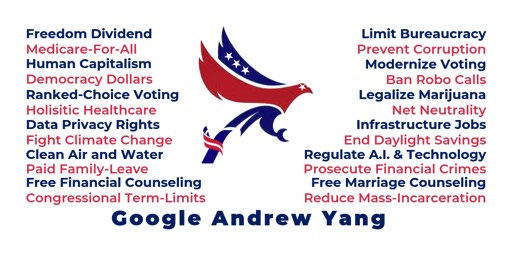 Freedom Dividend
Medicare-For-All
Human Capitalism
Democracy Dollars
Ranked-Choice Voting
Holisitic Healthcare
Data Privacy Rights
Fight Climate Change
Clean Air and Water
Paid Family-Leave
Free Financial Counseling
Congressional Term-Limits
Limit Bureaucracy
Prevent Corruption
Modernize Voting
Ban Robo Calls
Legalize Marijuana
Net Neutrality
Infrastructure Jobs
End Daylight Savings
Regulate A.I. & Technology
Prosecute Financial Crimes
Free Marriage Counseling
Reduce Mass-Incarceration
Google Andrew Yang